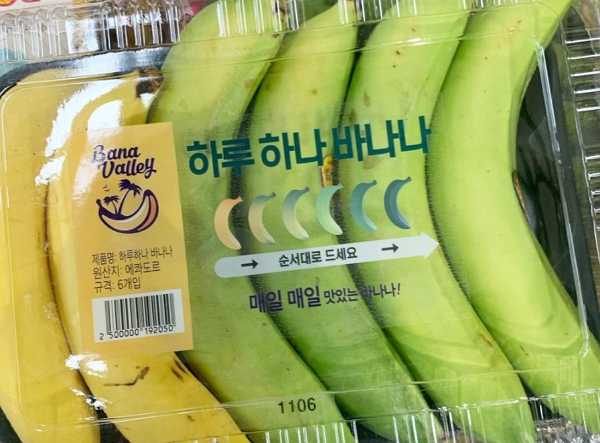 Bana
Valley
제품명: 하루하나 바나나
원산지: 에콰도르
규격: 6개입
2 500000 192050
하루 하나 바나나
→ 순서대로 드세요 →
매일 매일 맛있는 바나나!
1106